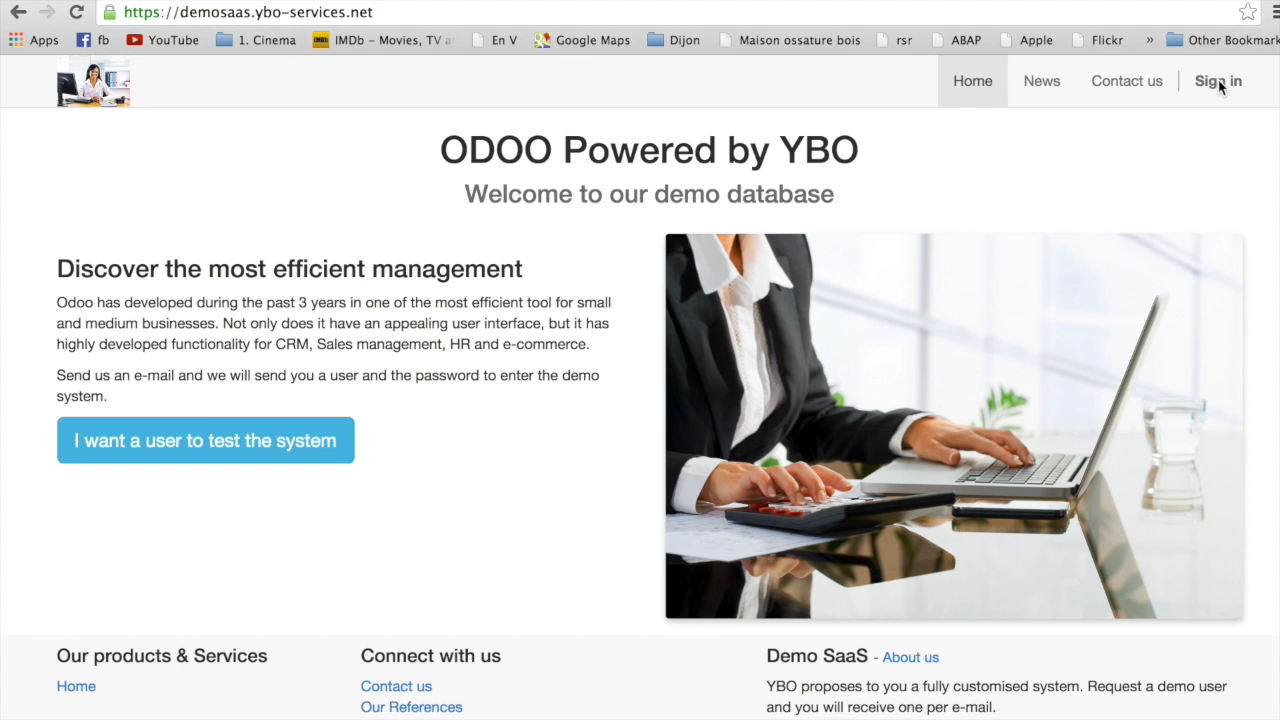 https://demosaas.ybo-services.net
Apps fb YouTube 1. Cinema IMDb - Movies, TV a En V Google Maps Dijon Maison ossature bois rsr ABAP Apple Flickr » Other Bookmark
Home News Contact us Sign in
ODOO Powered by YBO
Welcome to our demo database
Discover the most efficient management
Odoo has developed during the past 3 years in one of the most efficient tool for small
and medium businesses. Not only does it have an appealing user interface, but it has
highly developed functionality for CRM, Sales management, HR and e-commerce.
Send us an e-mail and we will send you a user and the password to enter the demo
system.
I want a user to test the system
Our products & Services
Home
Connect with us
Contact us
Our References
Demo SaaS - About us
YBO proposes to you a fully customised system. Request a demo user
and you will receive one per e-mail.